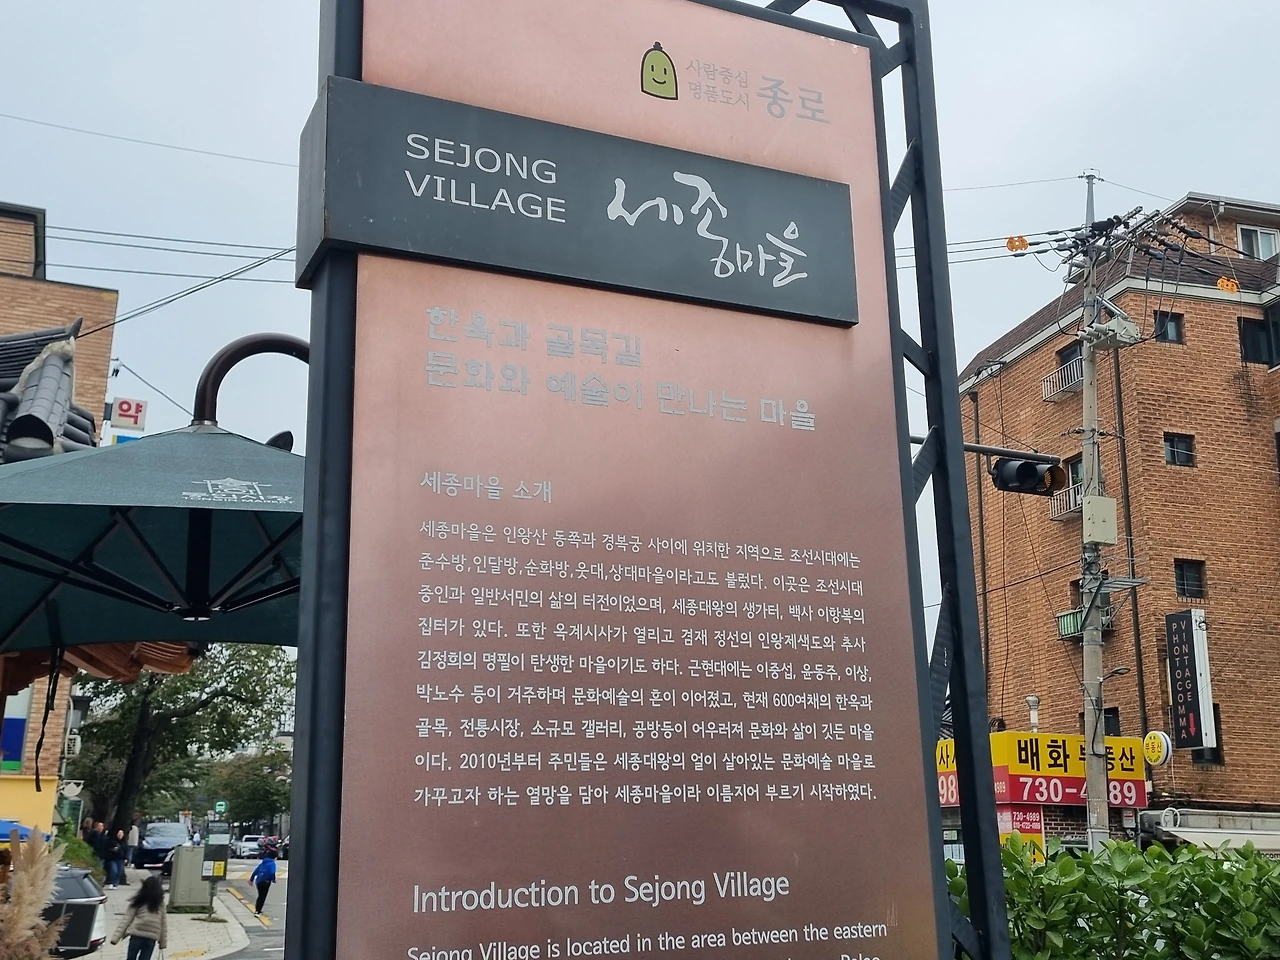 사람중심
명품도시 종로
SEJONG
VILLAGE
세종
마을
한옥과 골목길
문화와 예술이 만나는 마을
세종마을 소개
세종마을은 인왕산 동쪽과 경복궁 사이에 위치한 지역으로 조선시대에는
준수방,인달방,순화방,웃대,상대마을이라고도 불렀다. 이곳은 조선시대
중인과 일반서민의 삶의 터전이었으며, 세종대왕의 생가터, 백사 이항복의
집터가 있다. 또한 옥계시사가 열리고 겸재 정선의 인왕제색도와 추사
김정희의 명필이 탄생한 마을이기도 하다. 근현대에는 이중섭, 윤동주, 이상,
박노수 등이 거주하며 문화예술의 혼이 이어졌고, 현재 600여채의 한옥과
골목, 전통시장, 소규모 갤러리, 공방등이 어우러져 문화와 삶이 깃든 마을
이다. 2010년부터 주민들은 세종대왕의 얼이 살아있는 문화예술 마을로
가꾸고자 하는 열망을 담아 세종마을이라 이름지어 부르기 시작하였다.
Introduction to Sejong Village
Sejong Village is located in the area between the eastern
약
통인시장
TONGIN MARKET
PHOTOCOMMA
VINTAGE
배화 부동산
730-4989
부동산
730-4989